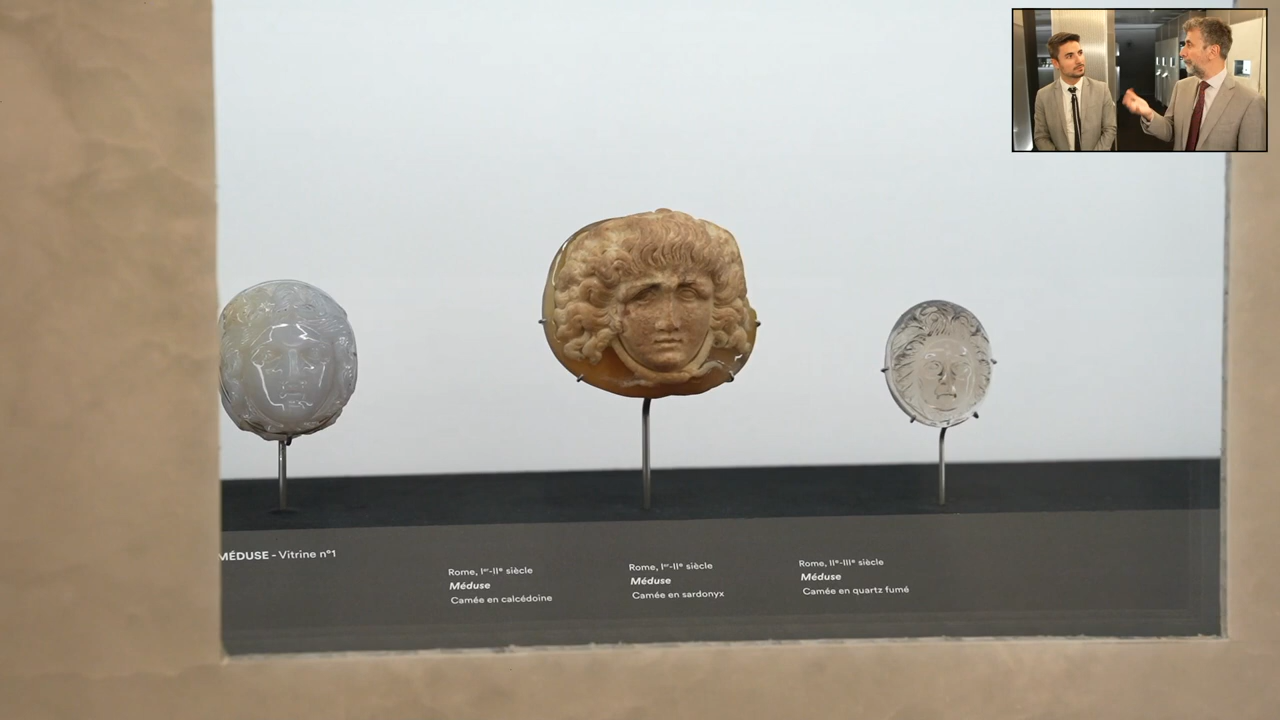 MÉDUSE - Vitrine n°1
Rome, Iᵉʳ-IIᵉ siècle
Méduse
Camée en calcédoine
Rome, Iᵉʳ-IIᵉ siècle
Méduse
Camée en sardonyx
Rome, IIᵉ-IIIᵉ siècle
Méduse
Camée en quartz fumé